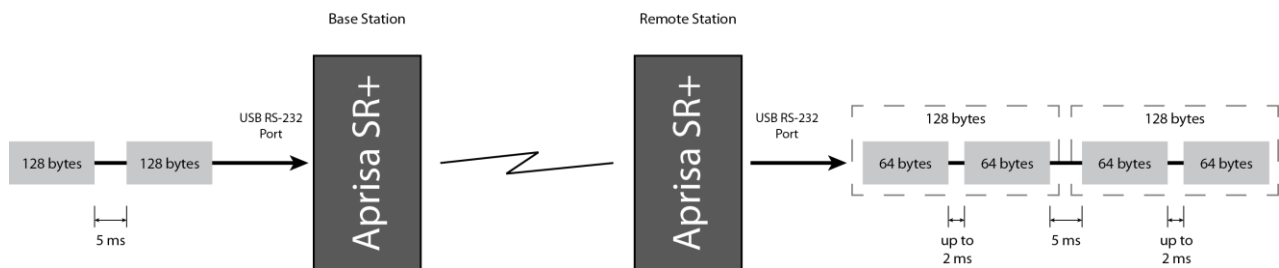 Base Station
Remote Station
128 bytes
128 bytes
5 ms
USB RS-232
Port
Aprisa SR+
Aprisa SR+
USB RS-232
Port
128 bytes
128 bytes
64 bytes
64 bytes
64 bytes
64 bytes
up to
2 ms
5 ms
up to
2 ms